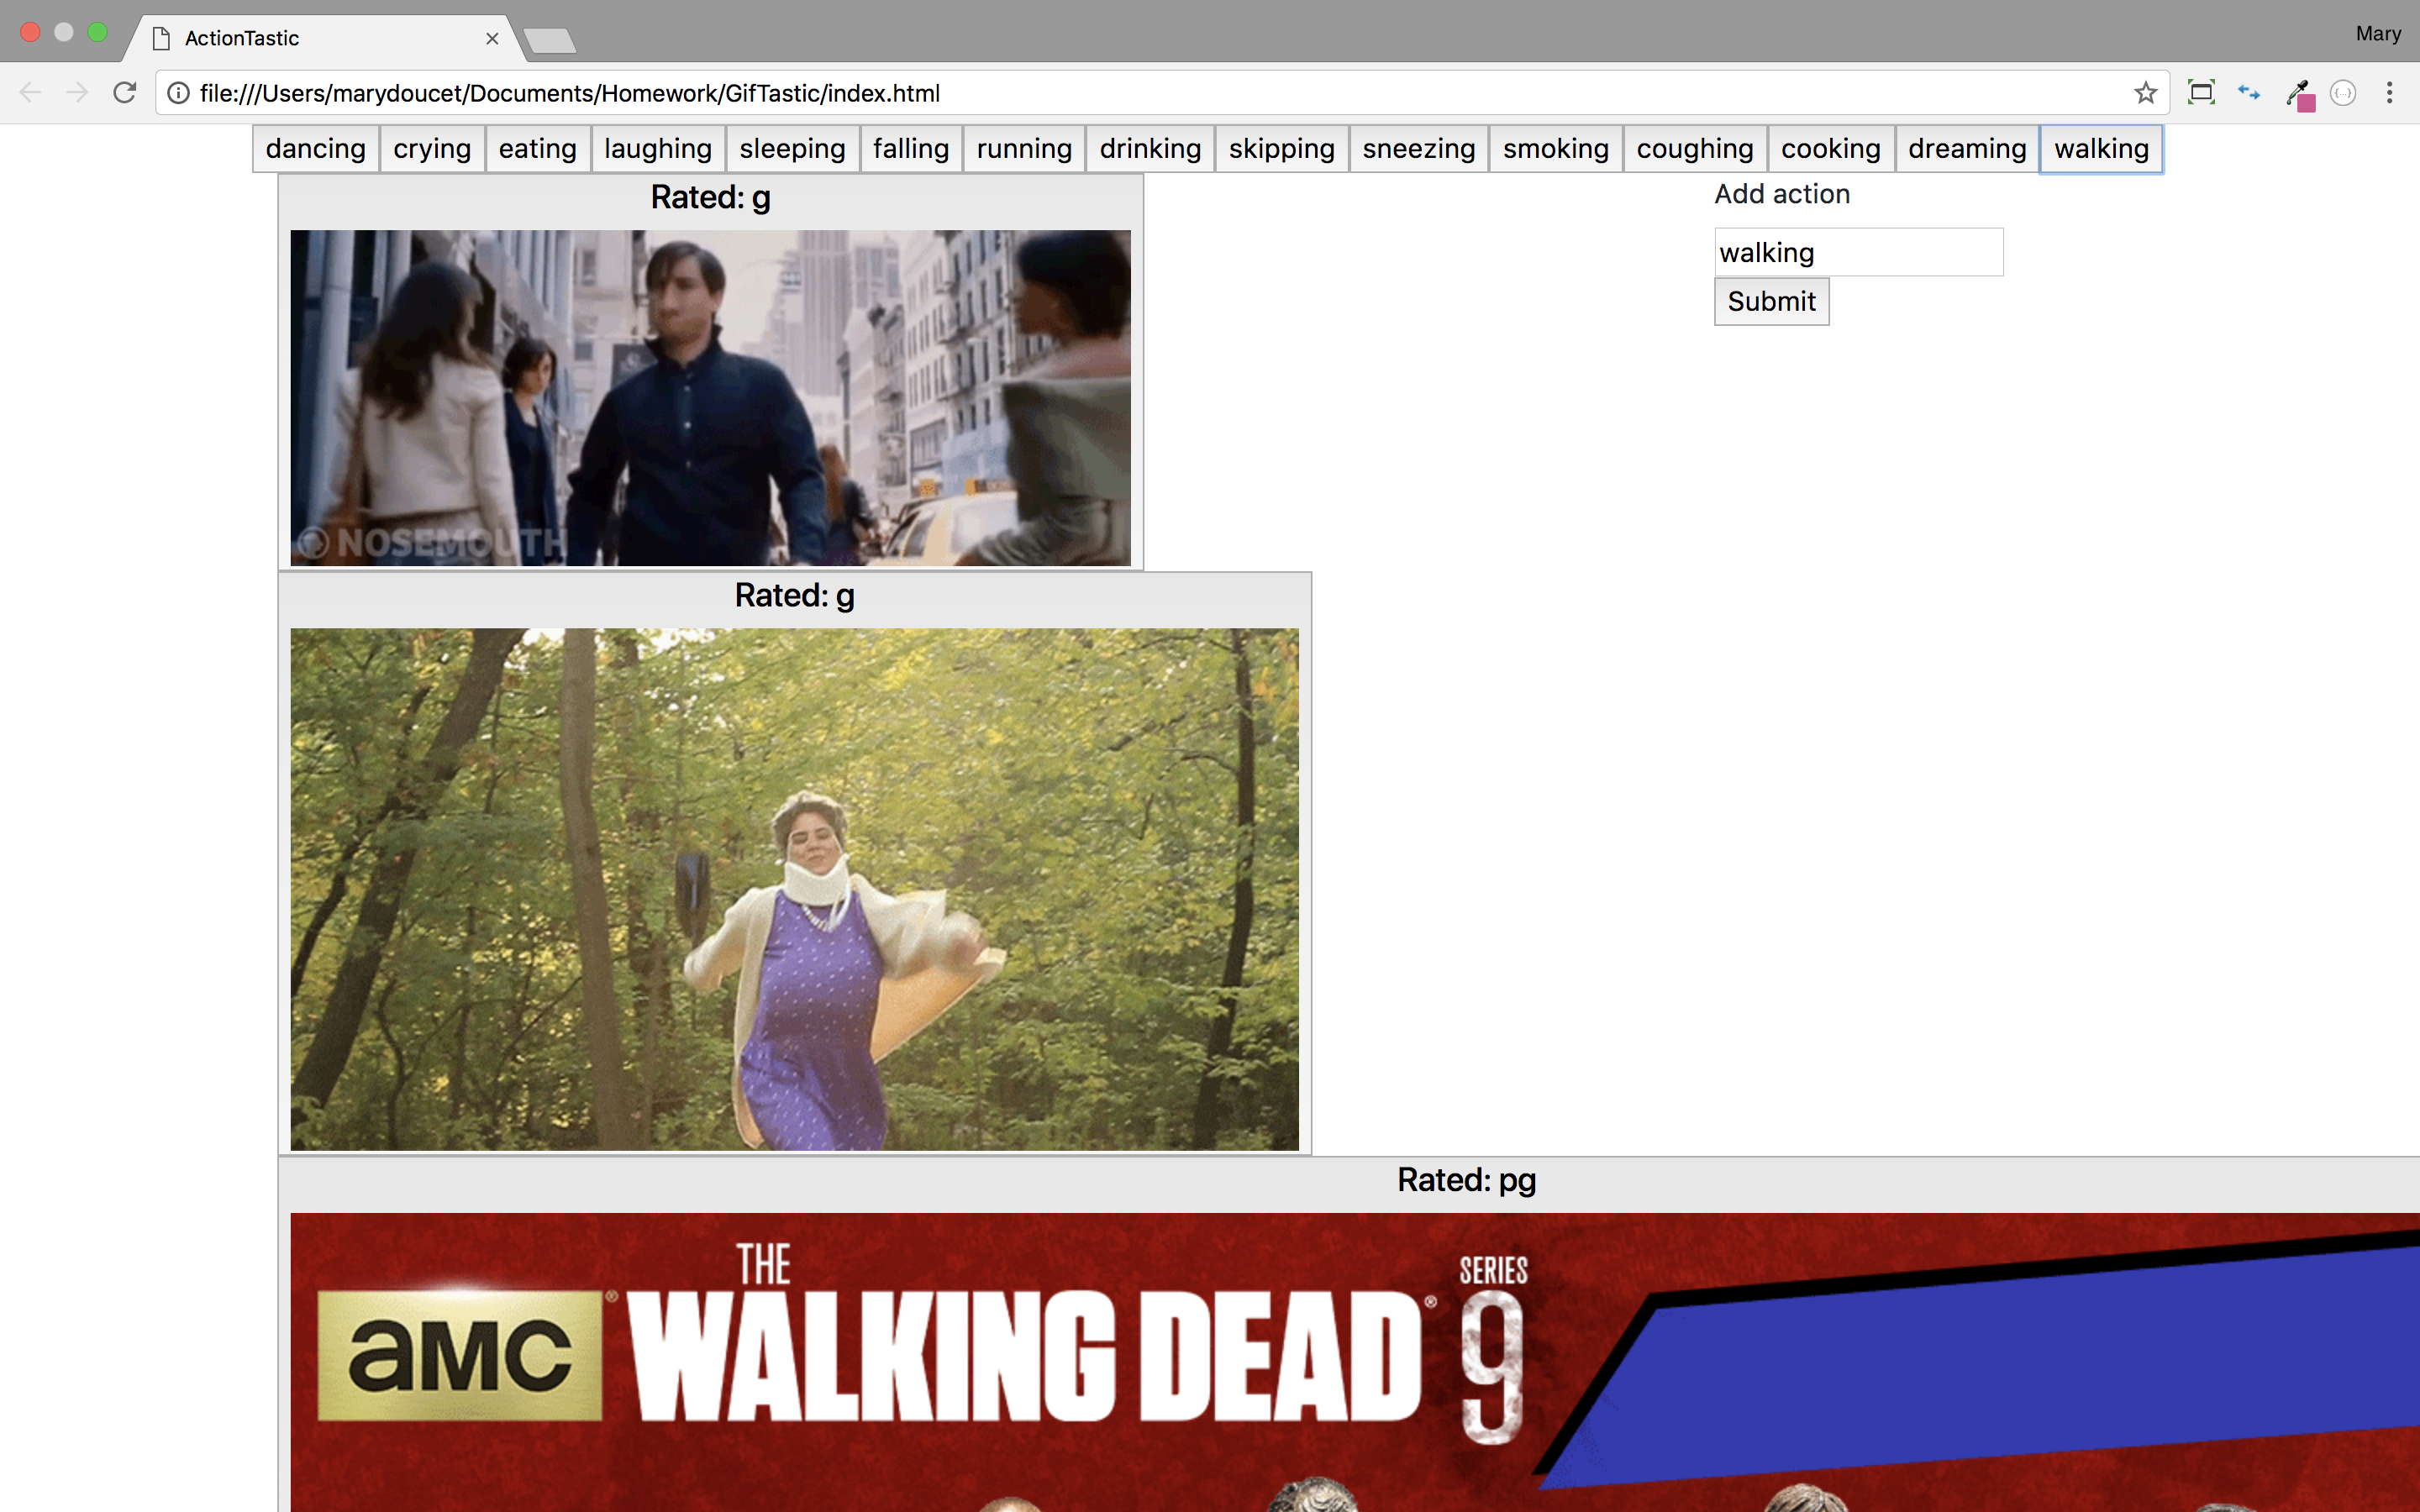 ActionTastic
Mary
file:///Users/marydoucet/Documents/Homework/GifTastic/index.html
dancing crying eating laughing sleeping falling running drinking skipping sneezing smoking coughing cooking dreaming walking
Rated: g
Add action
walking
Submit
NOSEMOUTH
Rated: g
Rated: pg
aMC® THE WALKING DEAD® SERIES 9